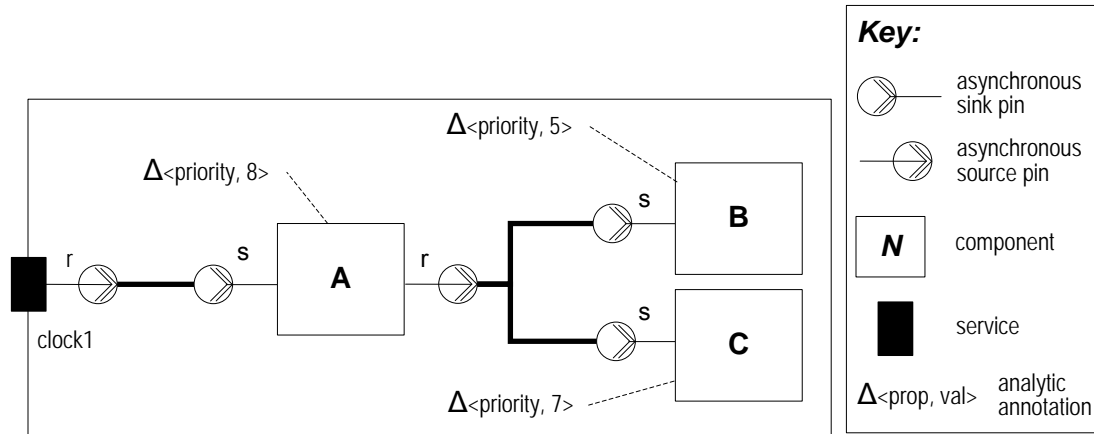 Key:
asynchronous
sink pin
asynchronous
source pin
N component
service
Δ<prop, val> analytic
annotation
Δ<priority, 5>
Δ<priority, 8>
s
B
r
s
A
r
clock1
s
C
Δ<priority, 7>